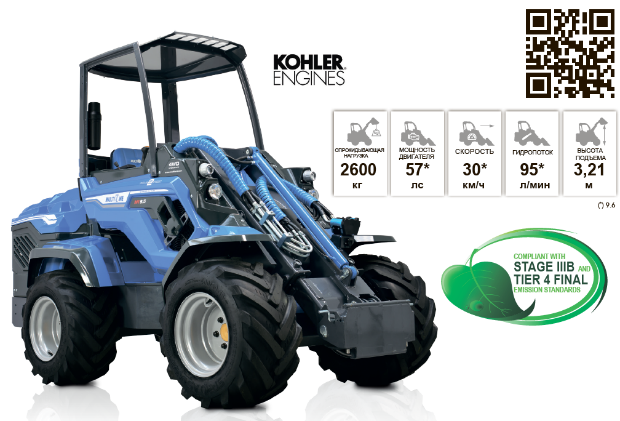 KOHLER
ENGINES
ОПРОКИДЫВАЮЩАЯ
НАГРУЗКА
2600
кг
МОЩНОСТЬ
ДВИГАТЕЛЯ
57*
лс
СКОРОСТЬ
30*
км/ч
ГИДРОПОТОК
95*
л/мин
ВЫСОТА
ПОДЪЕМА
3,21
м
(*) 9.6
COMPLIANT WITH
STAGE IIIB AND
TIER 4 FINAL
EMISSION STANDARDS